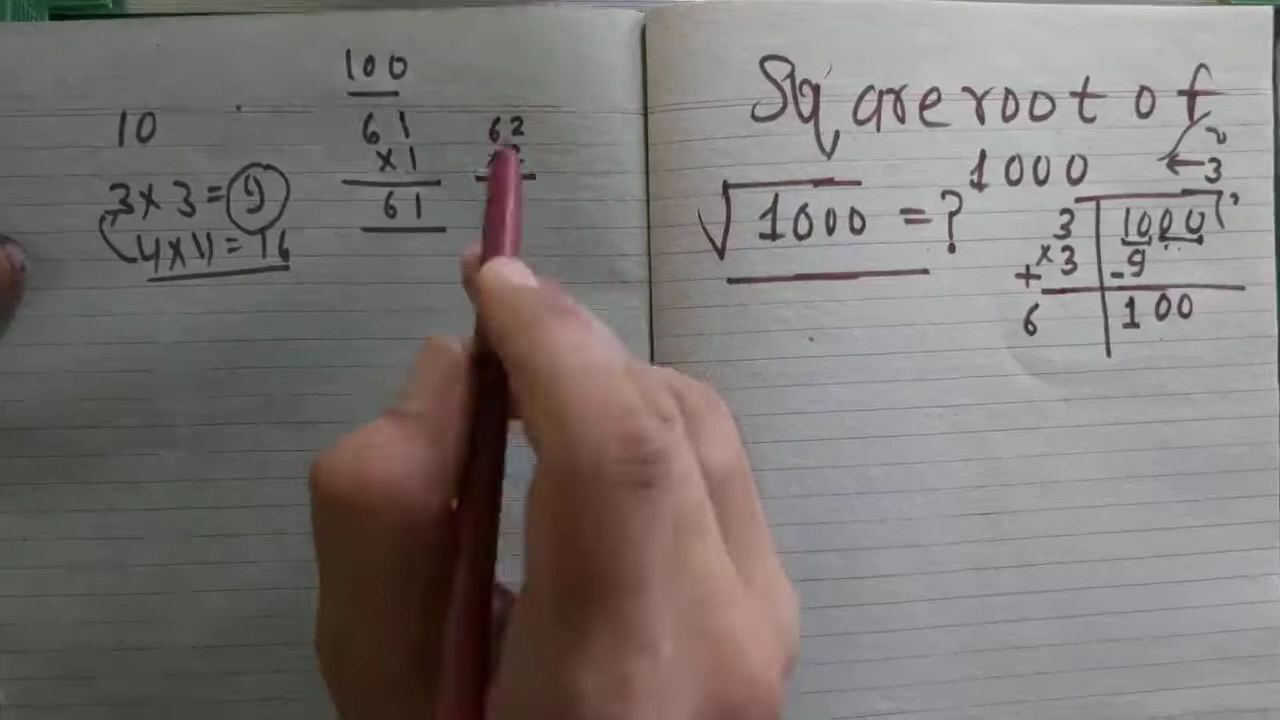 100
10
61
x1
61
62
3x3=9
4x4=16
Square root of
1000
√1000 = ?
2
←3
3 1000
x3 -9
+
6 100